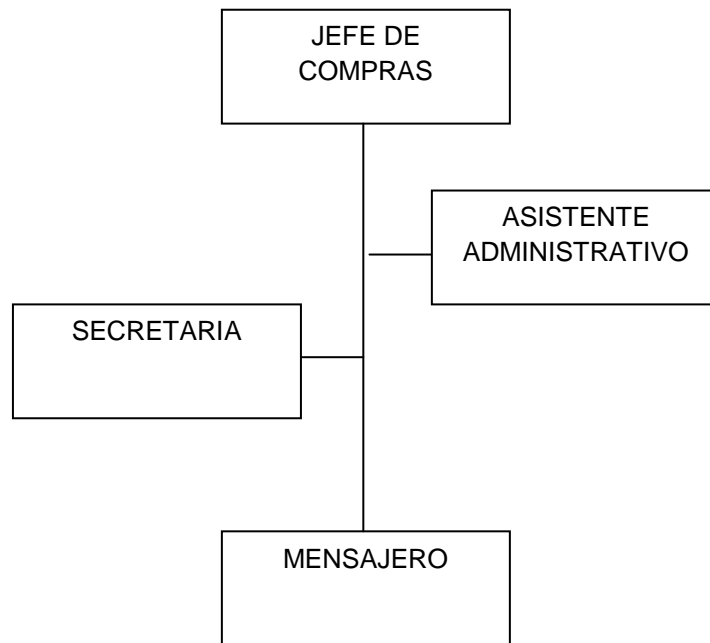 JEFE DE
COMPRAS
ASISTENTE
ADMINISTRATIVO
SECRETARIA
MENSAJERO